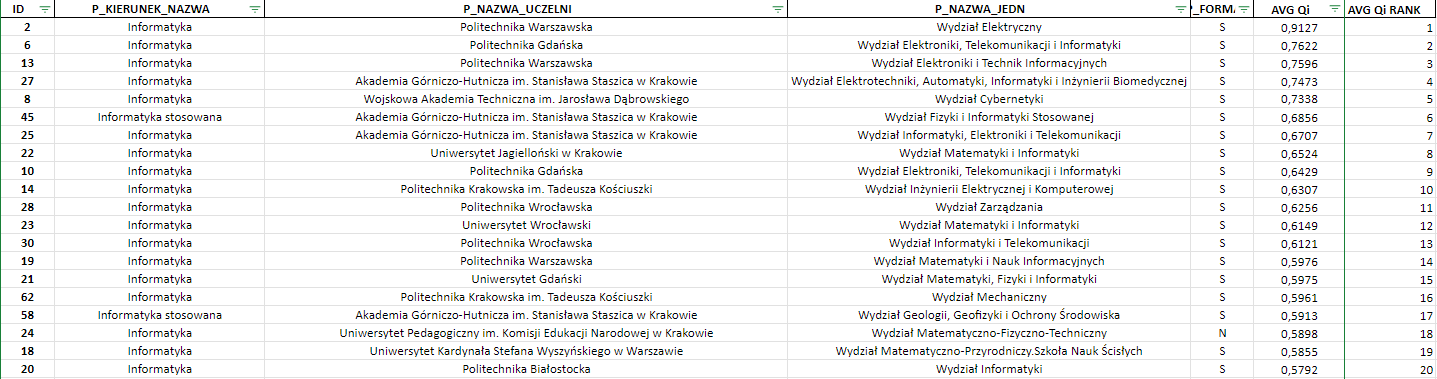 ID P_KIERUNEK_NAZWA P_NAZWA_UCZELNI P_NAZWA_JEDN _FORM AVG Qi AVG Qi RANK
2 Informatyka Politechnika Warszawska Wydział Elektryczny S 0,9127 1
6 Informatyka Politechnika Gdańska Wydział Elektroniki, Telekomunikacji i Informatyki S 0,7622 2
13 Informatyka Politechnika Warszawska Wydział Elektroniki i Technik Informacyjnych S 0,7596 3
27 Informatyka Akademia Górniczo-Hutnicza im. Stanisława Staszica w Krakowie Wydział Elektrotechniki, Automatyki, Informatyki i Inżynierii Biomedycznej S 0,7473 4
8 Informatyka Wojskowa Akademia Techniczna im. Jarosława Dąbrowskiego Wydział Cybernetyki S 0,7338 5
45 Informatyka stosowana Akademia Górniczo-Hutnicza im. Stanisława Staszica w Krakowie Wydział Fizyki i Informatyki Stosowanej S 0,6856 6
25 Informatyka Akademia Górniczo-Hutnicza im. Stanisława Staszica w Krakowie Wydział Informatyki, Elektroniki i Telekomunikacji S 0,6707 7
22 Informatyka Uniwersytet Jagielloński w Krakowie Wydział Matematyki i Informatyki S 0,6524 8
10 Informatyka Politechnika Gdańska Wydział Elektroniki, Telekomunikacji i Informatyki S 0,6429 9
14 Informatyka Politechnika Krakowska im. Tadeusza Kościuszki Wydział Inżynierii Elektrycznej i Komputerowej S 0,6307 10
28 Informatyka Politechnika Wrocławska Wydział Zarządzania S 0,6256 11
23 Informatyka Uniwersytet Wrocławski Wydział Matematyki i Informatyki S 0,6149 12
30 Informatyka Politechnika Wrocławska Wydział Informatyki i Telekomunikacji S 0,6121 13
19 Informatyka Politechnika Warszawska Wydział Matematyki i Nauk Informacyjnych S 0,5976 14
21 Informatyka Uniwersytet Gdański Wydział Matematyki, Fizyki i Informatyki S 0,5975 15
62 Informatyka Politechnika Krakowska im. Tadeusza Kościuszki Wydział Mechaniczny S 0,5961 16
58 Informatyka stosowana Akademia Górniczo-Hutnicza im. Stanisława Staszica w Krakowie Wydział Geologii, Geofizyki i Ochrony Środowiska S 0,5913 17
24 Informatyka Uniwersytet Pedagogiczny im. Komisji Edukacji Narodowej w Krakowie Wydział Matematyczno-Fizyczno-Techniczny N 0,5898 18
18 Informatyka Uniwersytet Kardynała Stefana Wyszyńskiego w Warszawie Wydział Matematyczno-Przyrodniczy.Szkoła Nauk Ścisłych S 0,5855 19
20 Informatyka Politechnika Białostocka Wydział Informatyki S 0,5792 20